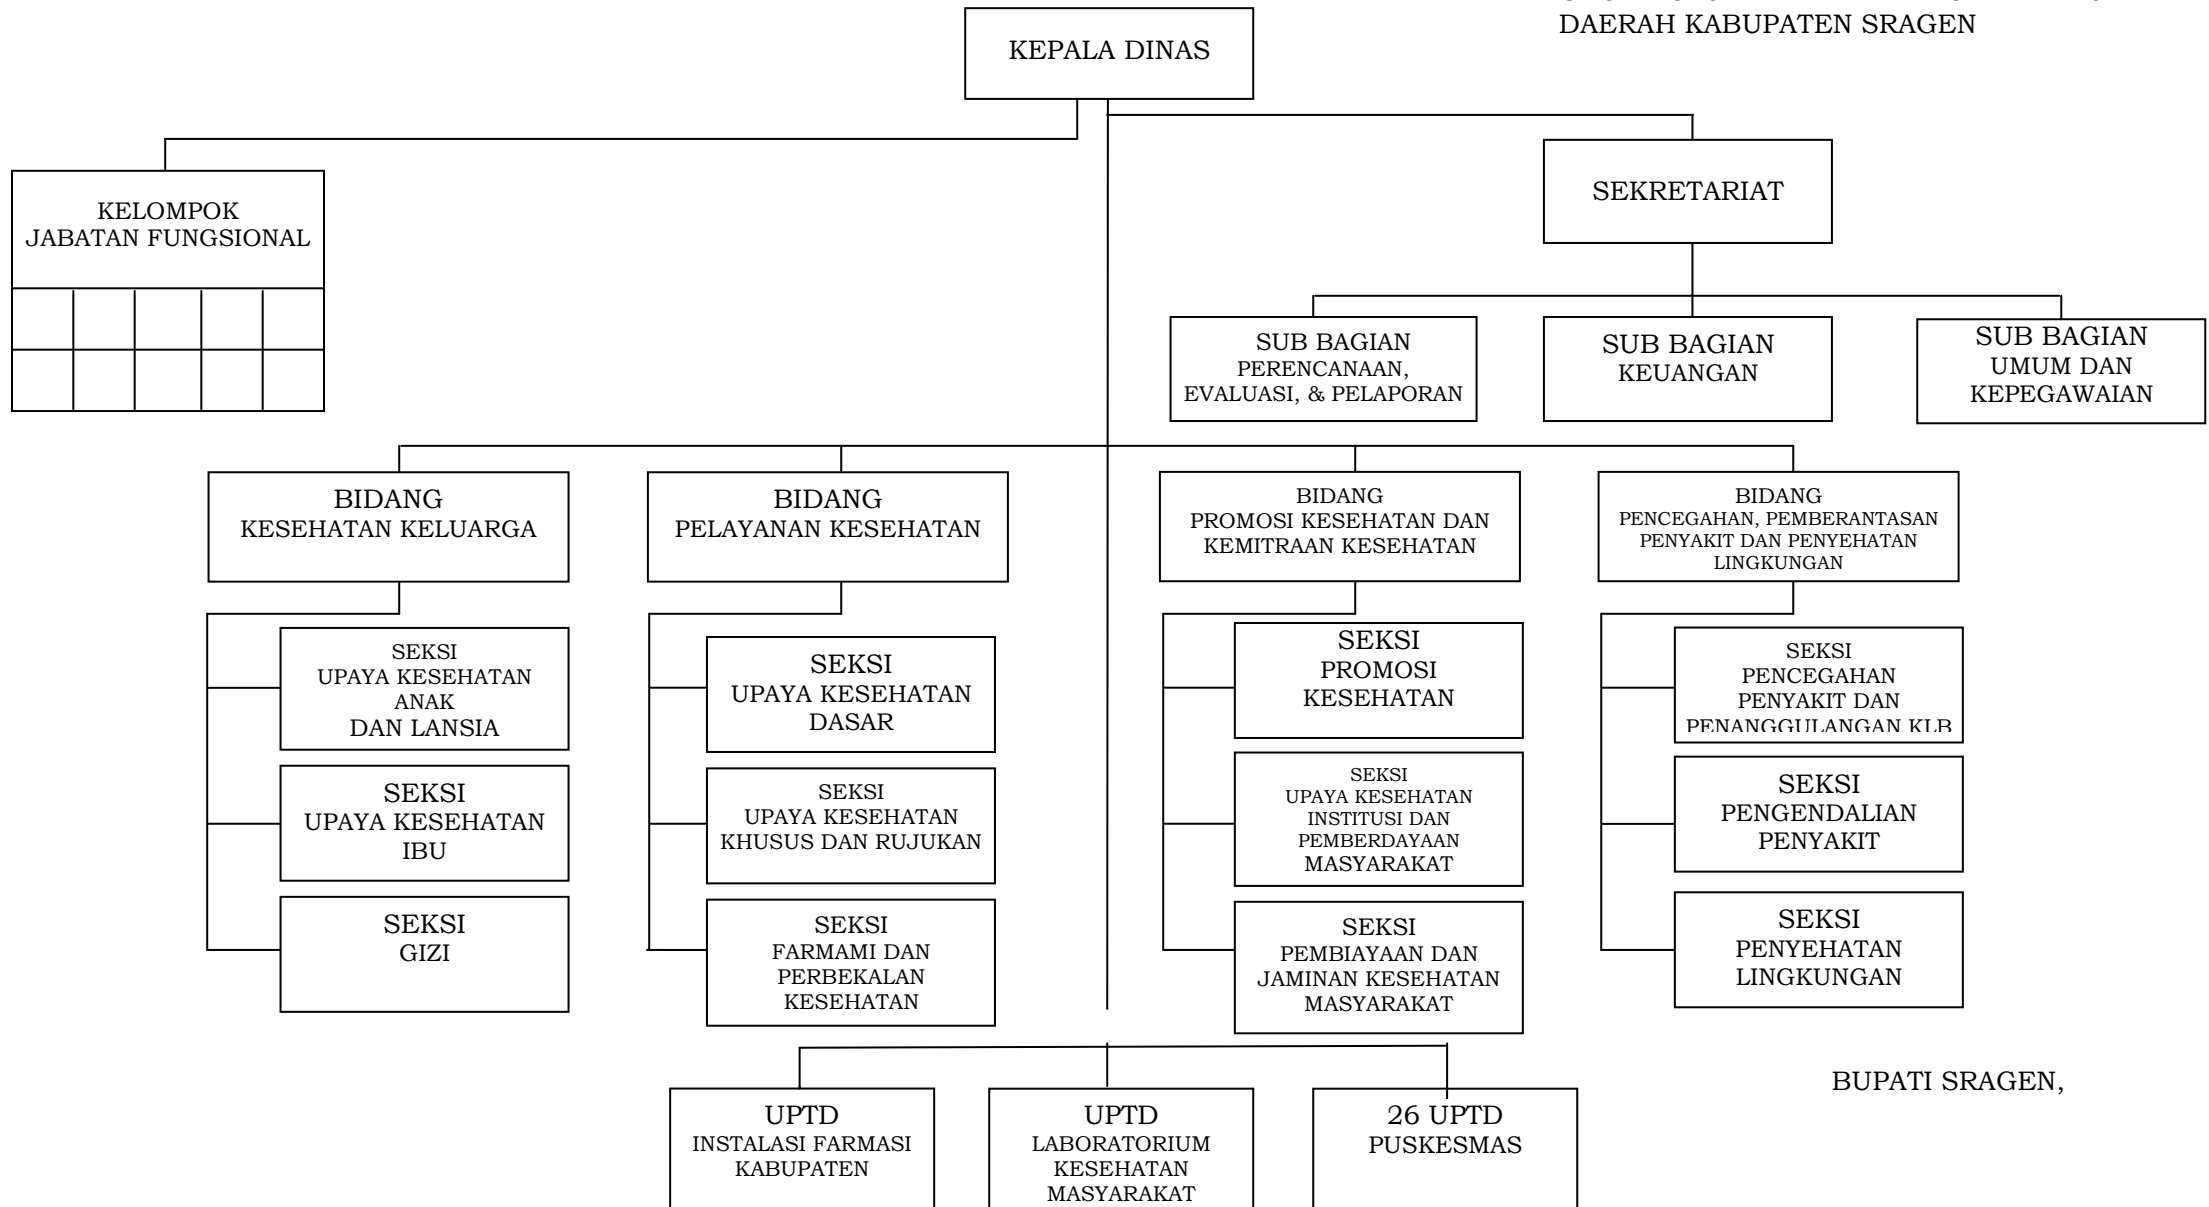 DAERAH KABUPATEN SRAGEN
KEPALA DINAS
SEKRETARIAT
KELOMPOK
JABATAN FUNGSIONAL
SUB BAGIAN
PERENCANAAN,
EVALUASI, & PELAPORAN
SUB BAGIAN
KEUANGAN
SUB BAGIAN
UMUM DAN
KEPEGAWAIAN
BIDANG
KESEHATAN KELUARGA
BIDANG
PELAYANAN KESEHATAN
BIDANG
PROMOSI KESEHATAN DAN
KEMITRAAN KESEHATAN
BIDANG
PENCEGAHAN, PEMBERANTASAN
PENYAKIT DAN PENYEHATAN
LINGKUNGAN
SEKSI
UPAYA KESEHATAN
ANAK
DAN LANSIA
SEKSI
UPAYA KESEHATAN
IBU
SEKSI
GIZI
SEKSI
UPAYA KESEHATAN
DASAR
SEKSI
UPAYA KESEHATAN
KHUSUS DAN RUJUKAN
SEKSI
FARMAMI DAN
PERBEKALAN
KESEHATAN
SEKSI
PROMOSI
KESEHATAN
SEKSI
UPAYA KESEHATAN
INSTITUSI DAN
PEMBERDAYAAN
MASYARAKAT
SEKSI
PEMBIAYAAN DAN
JAMINAN KESEHATAN
MASYARAKAT
SEKSI
PENCEGAHAN
PENYAKIT DAN
PENANGGULANGAN KLB
SEKSI
PENGENDALIAN
PENYAKIT
SEKSI
PENYEHATAN
LINGKUNGAN
UPTD
INSTALASI FARMASI
KABUPATEN
UPTD
LABORATORIUM
KESEHATAN
MASYARAKAT
26 UPTD
PUSKESMAS
BUPATI SRAGEN,